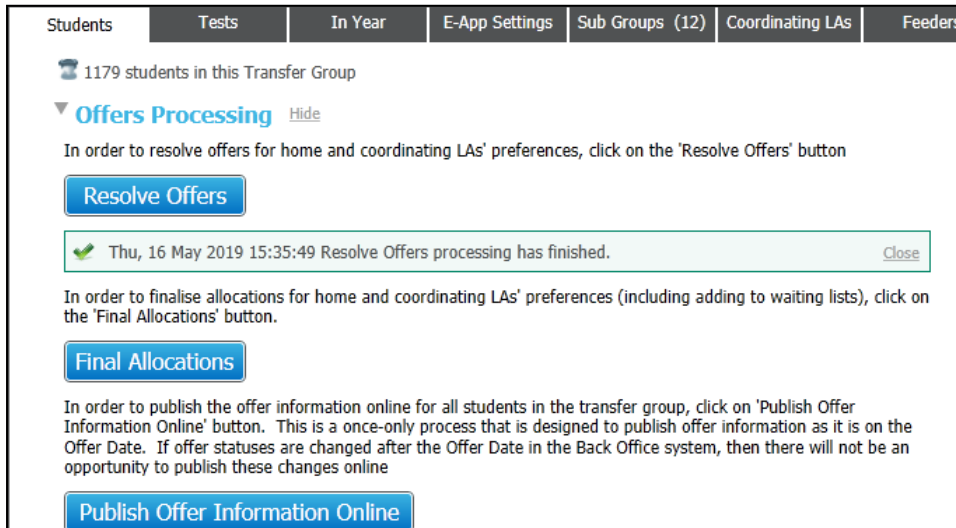 Students Tests In Year E-App Settings Sub Groups (12) Coordinating LAs Feeders
1179 students in this Transfer Group
Offers Processing Hide
In order to resolve offers for home and coordinating LAs' preferences, click on the 'Resolve Offers' button
Resolve Offers
Thu, 16 May 2019 15:35:49 Resolve Offers processing has finished. Close
In order to finalise allocations for home and coordinating LAs' preferences (including adding to waiting lists), click on
the 'Final Allocations' button.
Final Allocations
In order to publish the offer information online for all students in the transfer group, click on 'Publish Offer
Information Online' button.  This is a once-only process that is designed to publish offer information as it is on the
Offer Date.  If offer statuses are changed after the Offer Date in the Back Office system, then there will not be an
opportunity to publish these changes online
Publish Offer Information Online